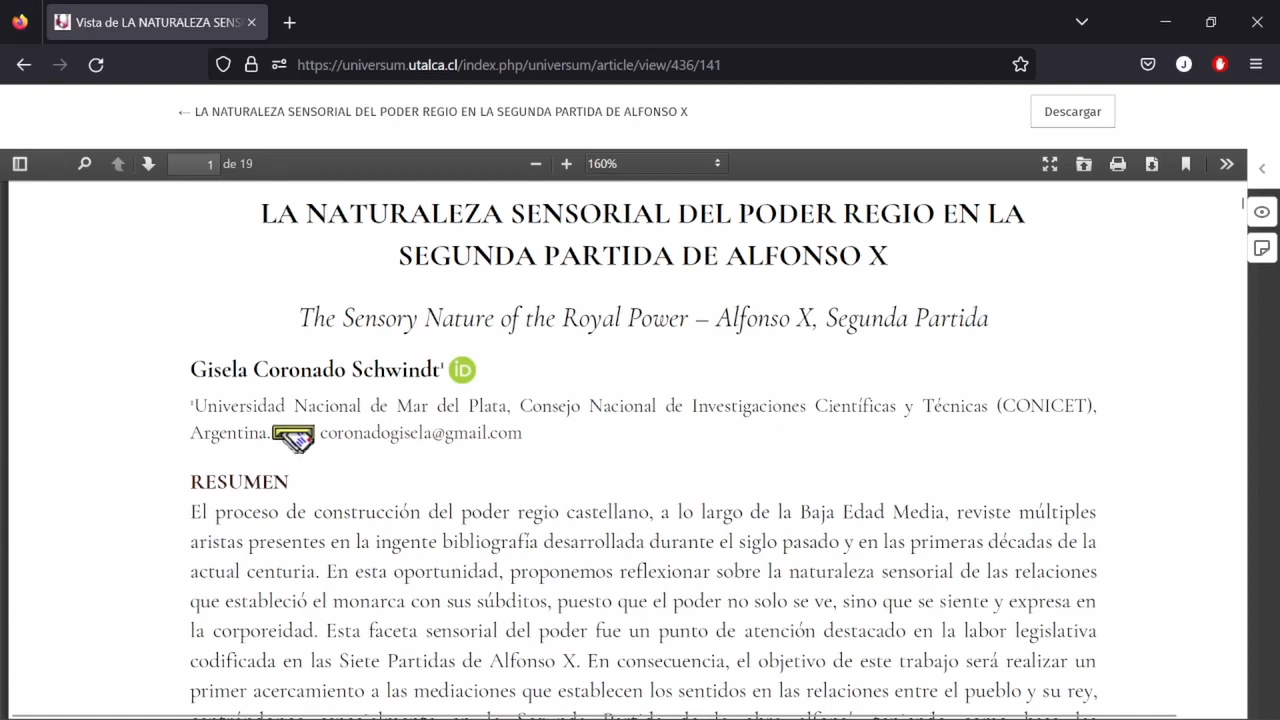 Vista de LA NATURALEZA SENS
https://universum.utalca.cl/index.php/universum/article/view/436/141
← LA NATURALEZA SENSORIAL DEL PODER REGIO EN LA SEGUNDA PARTIDA DE ALFONSO X
Descargar
1 de 19
160%
LA NATURALEZA SENSORIAL DEL PODER REGIO EN LA
SEGUNDA PARTIDA DE ALFONSO X
The Sensory Nature of the Royal Power – Alfonso X, Segunda Partida
Gisela Coronado Schwindt¹ iD
¹Universidad Nacional de Mar del Plata, Consejo Nacional de Investigaciones Científicas y Técnicas (CONICET),
Argentina. coronadogisela@gmail.com
RESUMEN
El proceso de construcción del poder regio castellano, a lo largo de la Baja Edad Media, reviste múltiples
aristas presentes en la ingente bibliografía desarrollada durante el siglo pasado y en las primeras décadas de la
actual centuria. En esta oportunidad, proponemos reflexionar sobre la naturaleza sensorial de las relaciones
que estableció el monarca con sus súbditos, puesto que el poder no solo se ve, sino que se siente y expresa en
la corporeidad. Esta faceta sensorial del poder fue un punto de atención destacado en la labor legislativa
codificada en las Siete Partidas de Alfonso X. En consecuencia, el objetivo de este trabajo será realizar un
primer acercamiento a las mediaciones que establecen los sentidos en las relaciones entre el pueblo y su rey,